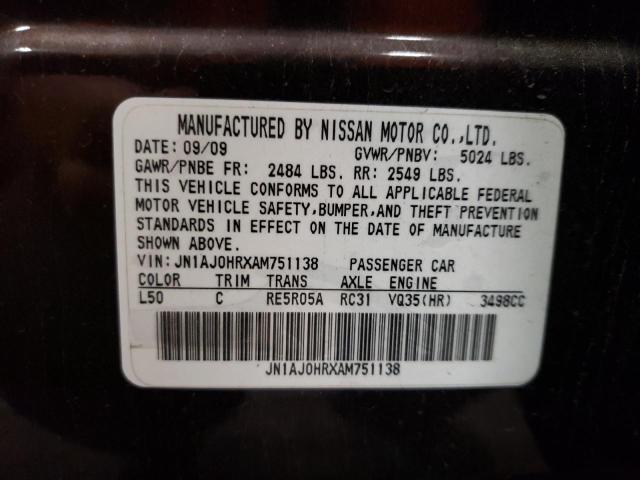 MANUFACTURED BY NISSAN MOTOR CO.,LTD.
DATE: 09/09 GVWR/PNBV: 5024 LBS.
GAWR/PNBE FR: 2484 LBS. RR: 2549 LBS.
THIS VEHICLE CONFORMS TO ALL APPLICABLE FEDERAL
MOTOR VEHICLE SAFETY,BUMPER,AND THEFT PREVENTION
STANDARDS IN EFFECT ON THE DATE OF MANUFACTURE
SHOWN ABOVE.
VIN: JN1AJ0HRXAM751138 PASSENGER CAR
COLOR TRIM TRANS AXLE ENGINE
L50 C RE5R05A RC31 VQ35(HR) 3498CC
JN1AJ0HRXAM751138